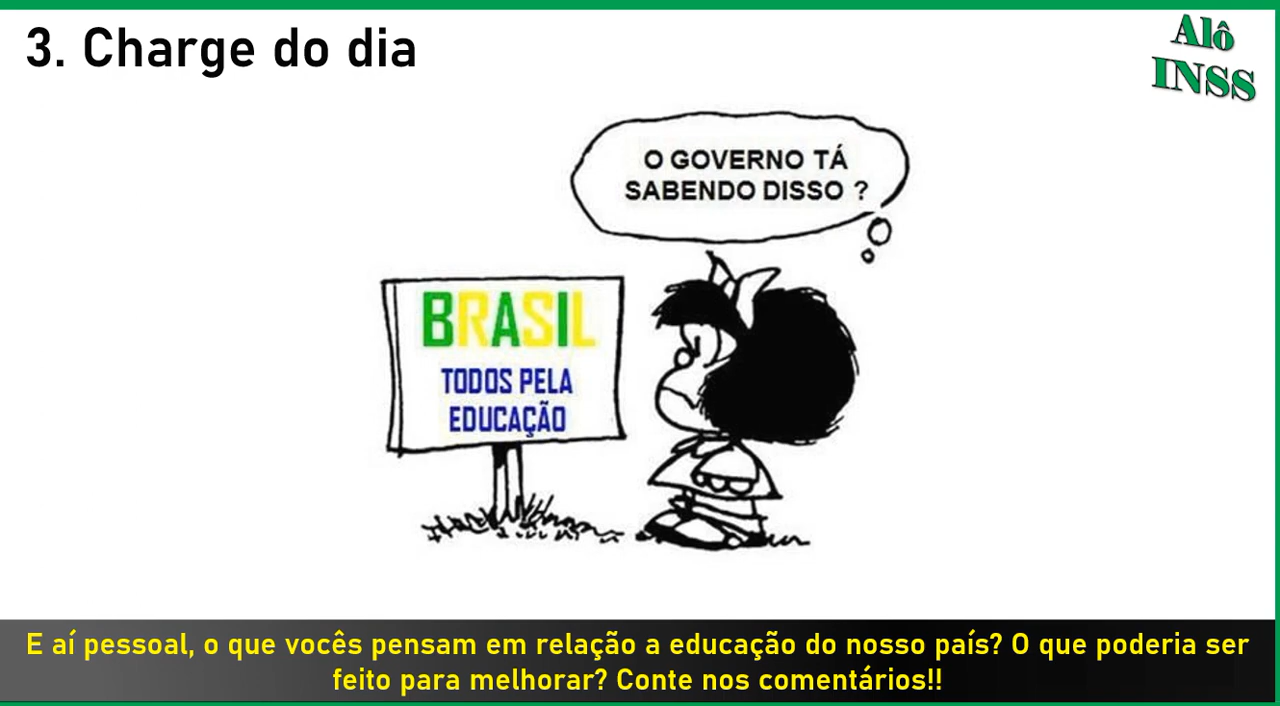 3. Charge do dia
Alô
INSS
O GOVERNO TÁ
SABENDO DISSO ?
BRASIL
TODOS PELA
EDUCAÇÃO
E aí pessoal, o que vocês pensam em relação a educação do nosso país? O que poderia ser
feito para melhorar? Conte nos comentários!!